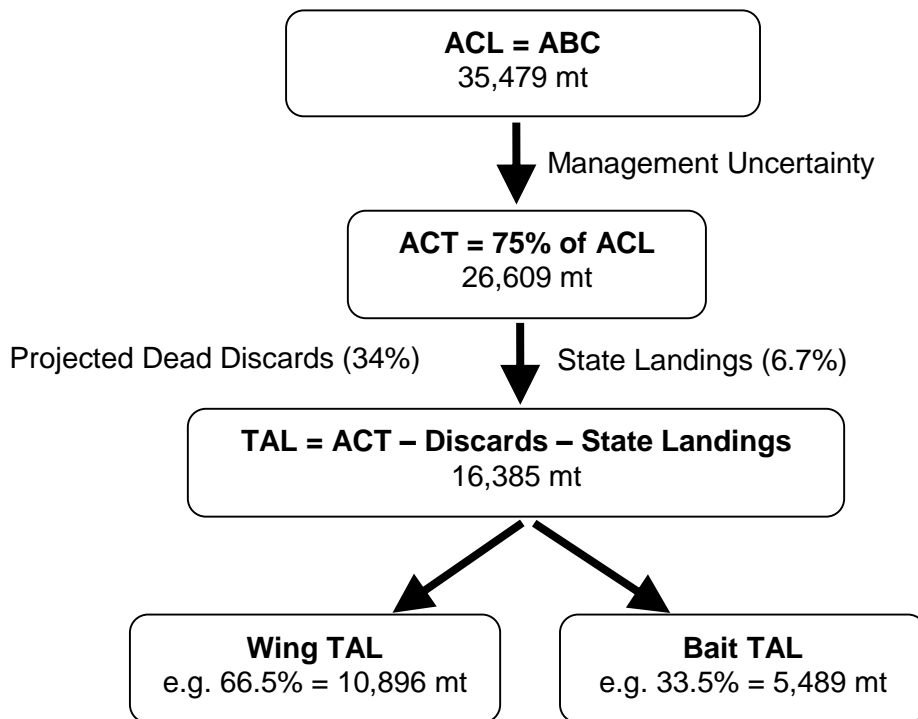 ACL = ABC
35,479 mt
Management Uncertainty
ACT = 75% of ACL
26,609 mt
Projected Dead Discards (34%)
State Landings (6.7%)
TAL = ACT – Discards – State Landings
16,385 mt
Wing TAL
e.g. 66.5% = 10,896 mt
Bait TAL
e.g. 33.5% = 5,489 mt